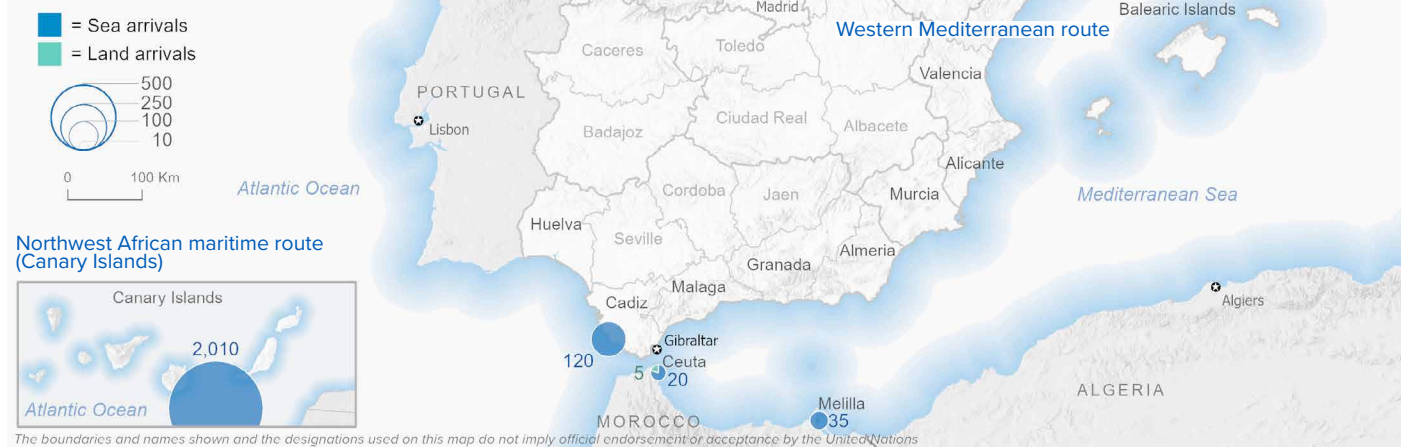 Madrid
Balearic Islands
= Sea arrivals
Western Mediterranean route
Caceres
Toledo
= Land arrivals
Valencia
500
PORTUGAL
250
100
Ciudad Real
Albacete
Lisbon
Badajoz
10
Alicante
0 100 Km
Atlantic Ocean
Cordoba
Jaen
Murcia
Mediterranean Sea
Huelva
Seville
Northwest African maritime route
(Canary Islands)
Almeria
Granada
Malaga
Canary Islands
Cadiz
Algiers
2,010
Gibraltar
120
Ceuta
5
20
ALGERIA
Atlantic Ocean
Melilla
MOROCCO
35
The boundaries and names shown and the designations used on this map do not imply official endorsement or acceptance by the United Nations